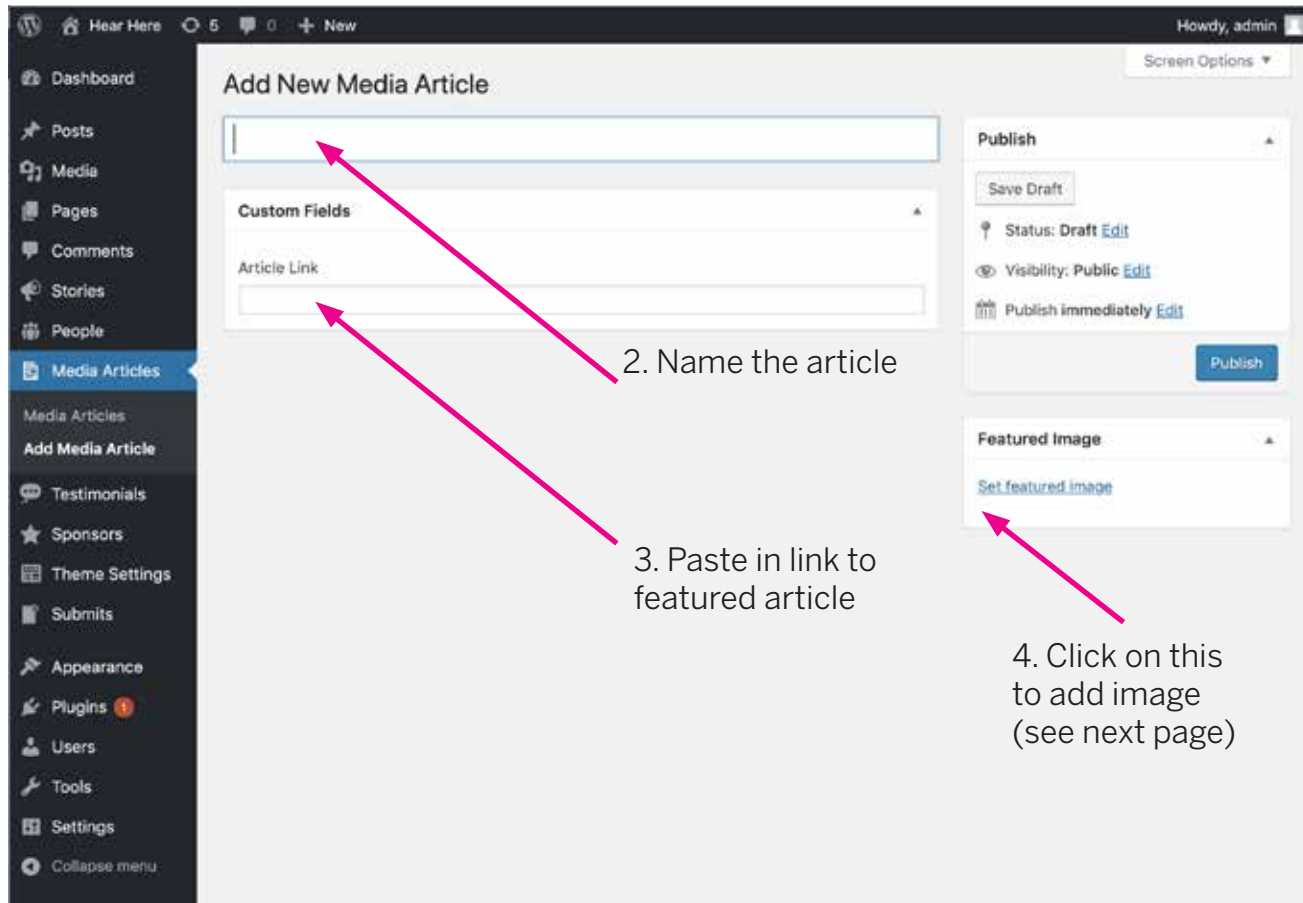 Hear Here 5 0 + New Howdy, admin
Screen Options ▼
Dashboard
Posts
Media
Pages
Comments
Stories
People
Media Articles
Media Articles
Add Media Article
Testimonials
Sponsors
Theme Settings
Submits
Appearance
Plugins 1
Users
Tools
Settings
Collapse menu
Add New Media Article
Custom Fields
Article Link
2. Name the article
3. Paste in link to
featured article
Publish
Save Draft
Status: Draft Edit
Visibility: Public Edit
Publish immediately Edit
Publish
Featured Image
Set featured image
4. Click on this
to add image
(see next page)